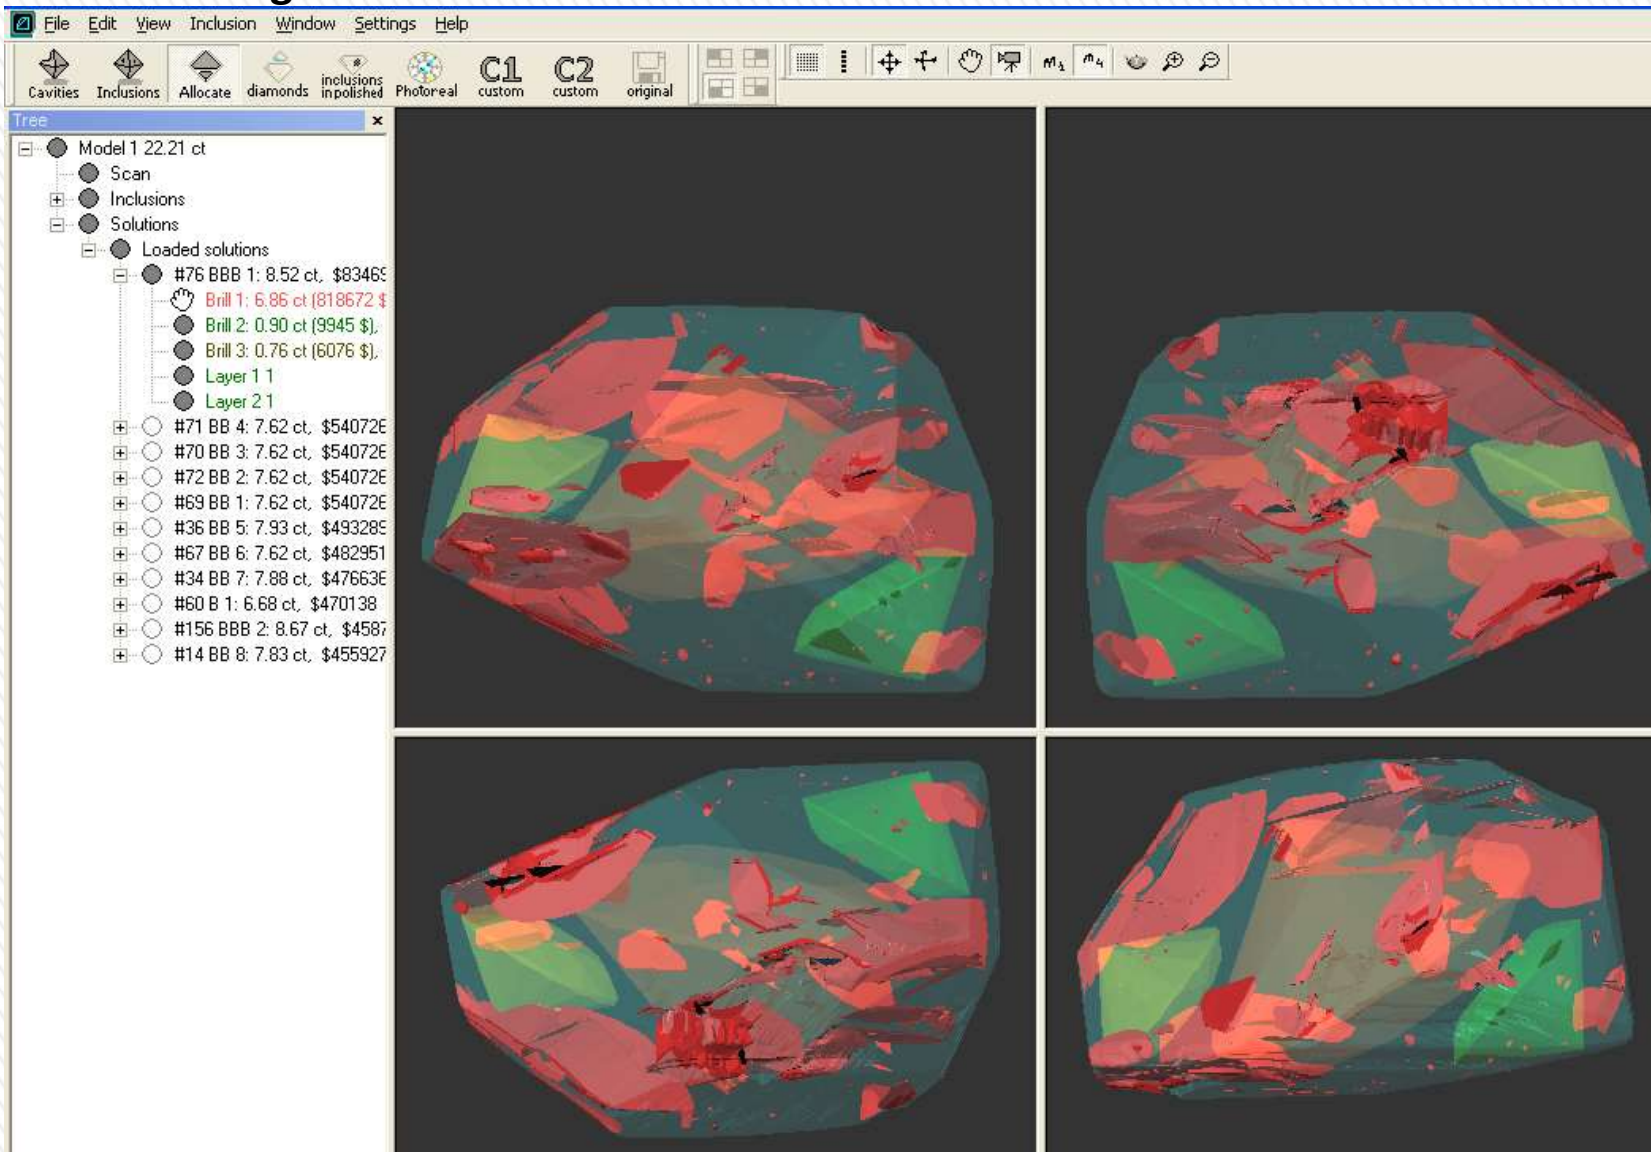 File Edit View Inclusion Window Settings Help
Cavities Inclusions Allocate diamonds inclusions in polished Photoreal C1 custom C2 custom original
Tree
Model 1 22.21 ct
Scan
Inclusions
Solutions
Loaded solutions
#76 BBB 1: 8.52 ct, $83469
Brill 1: 6.86 ct (818672 $
Brill 2: 0.90 ct (9945 $),
Brill 3: 0.76 ct (6076 $),
Layer 1 1
Layer 2 1
#71 BB 4: 7.62 ct, $540726
#70 BB 3: 7.62 ct, $540726
#72 BB 2: 7.62 ct, $540726
#69 BB 1: 7.62 ct, $540726
#36 BB 5: 7.93 ct, $493289
#67 BB 6: 7.62 ct, $482951
#34 BB 7: 7.88 ct, $476636
#60 B 1: 6.68 ct, $470138
#156 BBB 2: 8.67 ct, $4587
#14 BB 8: 7.83 ct, $455927